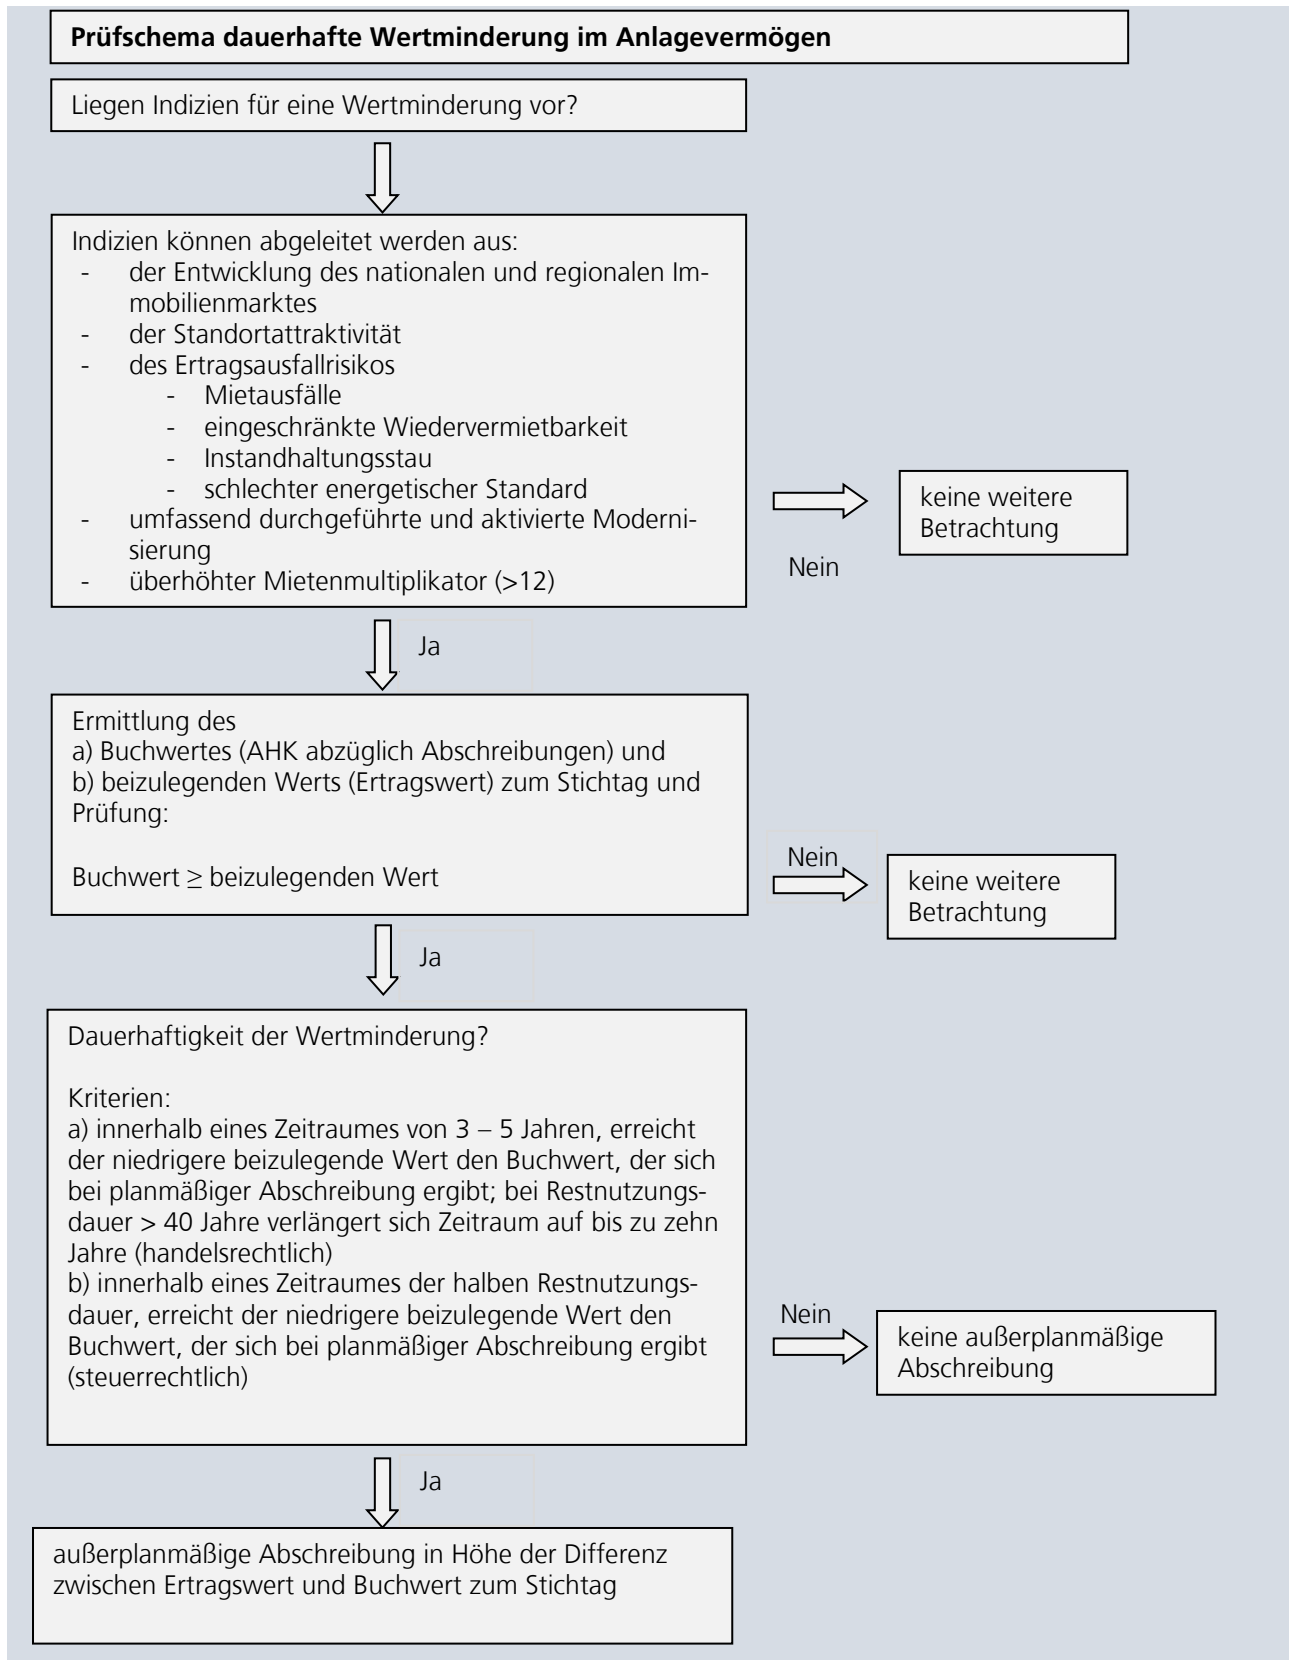 Prüfschema dauerhafte Wertminderung im Anlagevermögen
Liegen Indizien für eine Wertminderung vor?
Indizien können abgeleitet werden aus:
- der Entwicklung des nationalen und regionalen Im-
mobilienmarktes
- der Standortattraktivität
- des Ertragsausfallrisikos
- Mietausfälle
- eingeschränkte Wiedervermietbarkeit
- Instandhaltungsstau
- schlechter energetischer Standard
- umfassend durchgeführte und aktivierte Moderni-
sierung
- überhöhter Mietenmultiplikator (>12)
Nein
keine weitere
Betrachtung
Ja
Ermittlung des
a) Buchwertes (AHK abzüglich Abschreibungen) und
b) beizulegenden Werts (Ertragswert) zum Stichtag und
Prüfung:
Buchwert ≥ beizulegenden Wert
Nein
keine weitere
Betrachtung
Ja
Dauerhaftigkeit der Wertminderung?
Kriterien:
a) innerhalb eines Zeitraumes von 3 – 5 Jahren, erreicht
der niedrigere beizulegende Wert den Buchwert, der sich
bei planmäßiger Abschreibung ergibt; bei Restnutzungs-
dauer > 40 Jahre verlängert sich Zeitraum auf bis zu zehn
Jahre (handelsrechtlich)
b) innerhalb eines Zeitraumes der halben Restnutzungs-
dauer, erreicht der niedrigere beizulegende Wert den
Buchwert, der sich bei planmäßiger Abschreibung ergibt
(steuerrechtlich)
Nein
keine außerplanmäßige
Abschreibung
Ja
außerplanmäßige Abschreibung in Höhe der Differenz
zwischen Ertragswert und Buchwert zum Stichtag